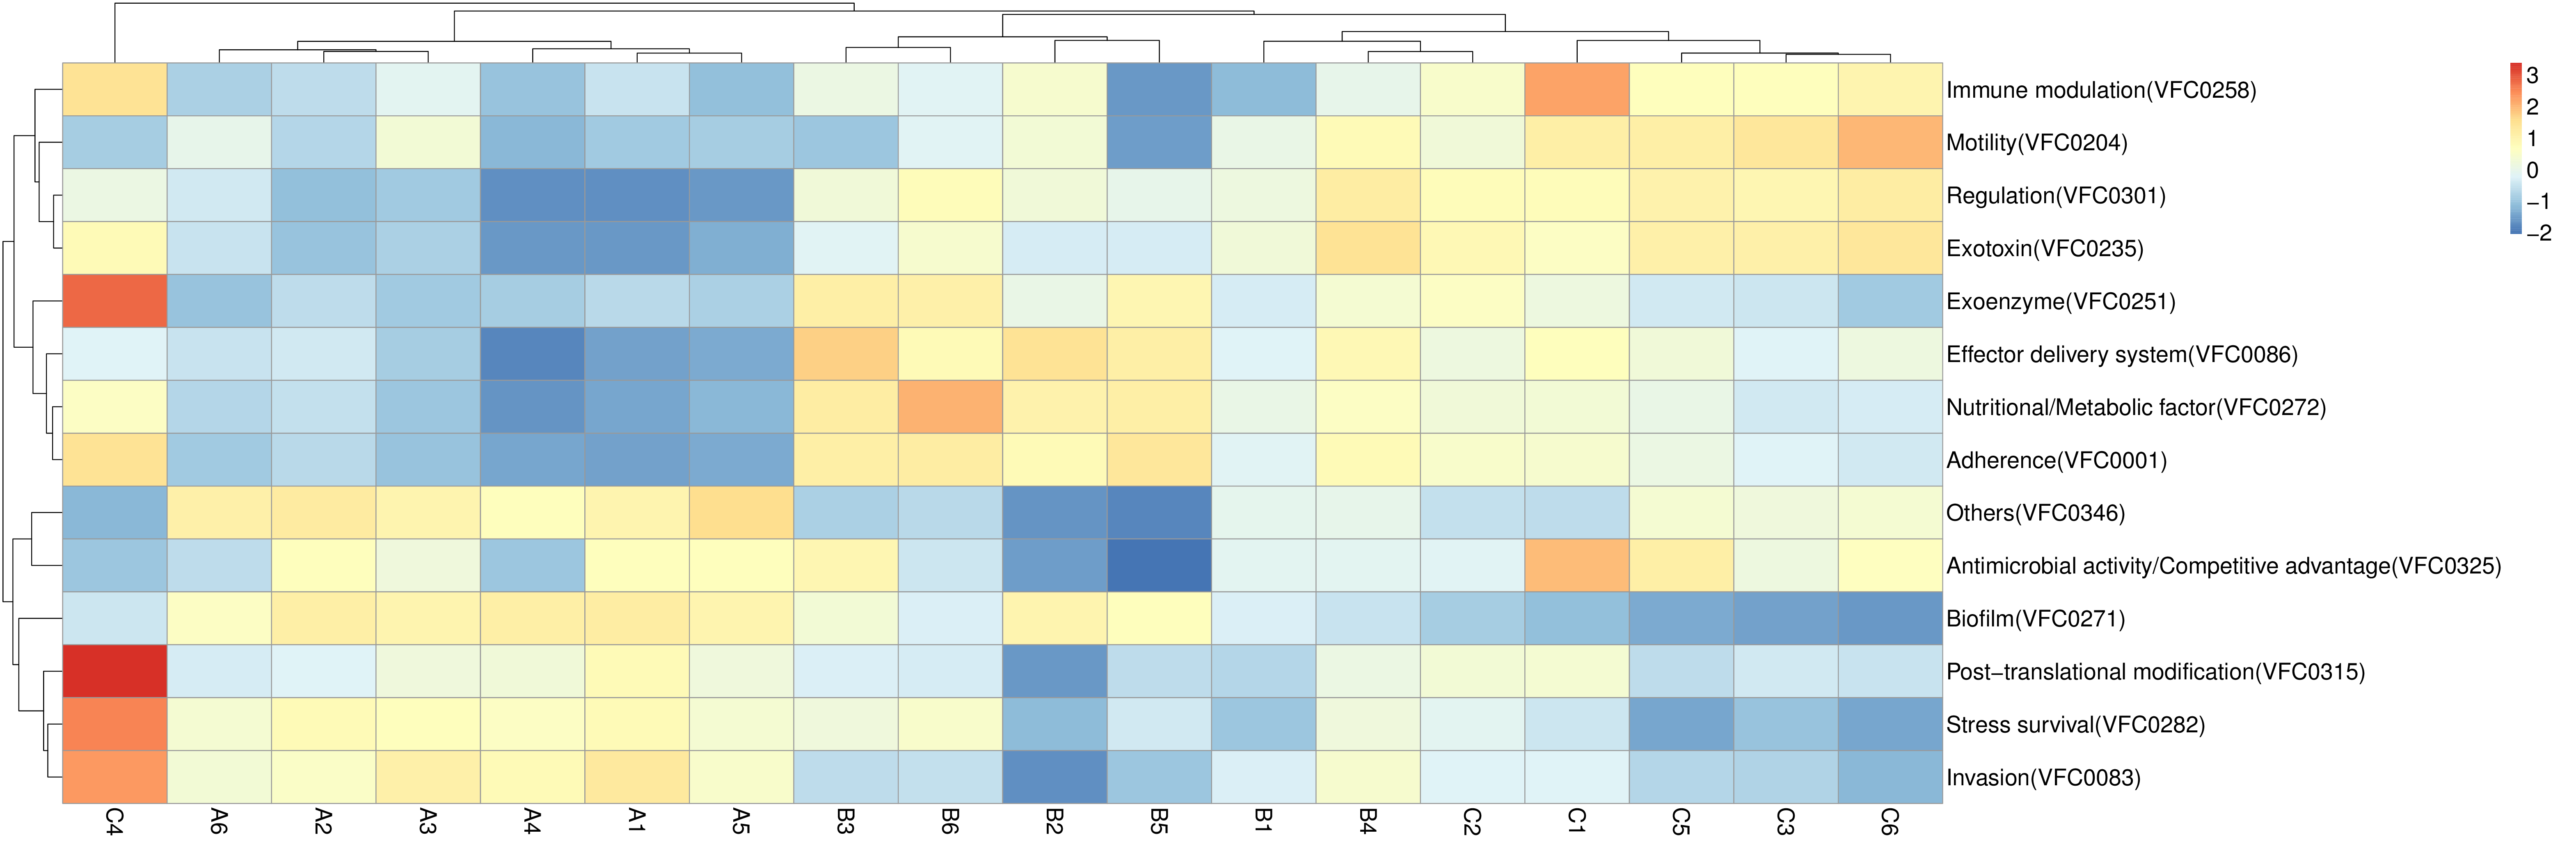 Immune modulation(VFC0258)
Motility(VFC0204)
Regulation(VFC0301)
Exotoxin(VFC0235)
Exoenzyme(VFC0251)
Effector delivery system(VFC0086)
Nutritional/Metabolic factor(VFC0272)
Adherence(VFC0001)
Others(VFC0346)
Antimicrobial activity/Competitive advantage(VFC0325)
Biofilm(VFC0271)
Post−translational modification(VFC0315)
Stress survival(VFC0282)
Invasion(VFC0083)
C4 A6 A2 A3 A4 A1 A5 B3 B6 B2 B5 B1 B4 C2 C1 C5 C3 C6
3
2
1
0
−1
−2